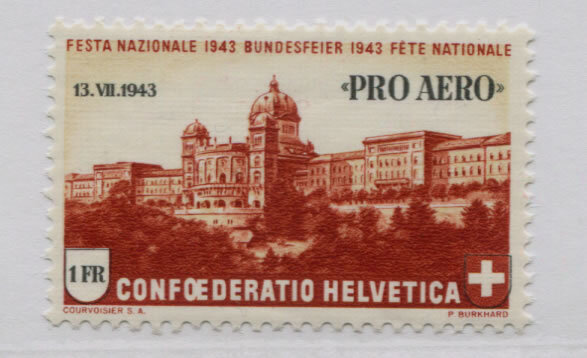 FESTA NAZIONALE 1943 BUNDESFEIER 1943 FÊTE NATIONALE
13. VII. 1943 «PRO AERO»
1 FR
CONFŒDERATIO HELVETICA
COURVOISIER S. A. P. BURKHARD